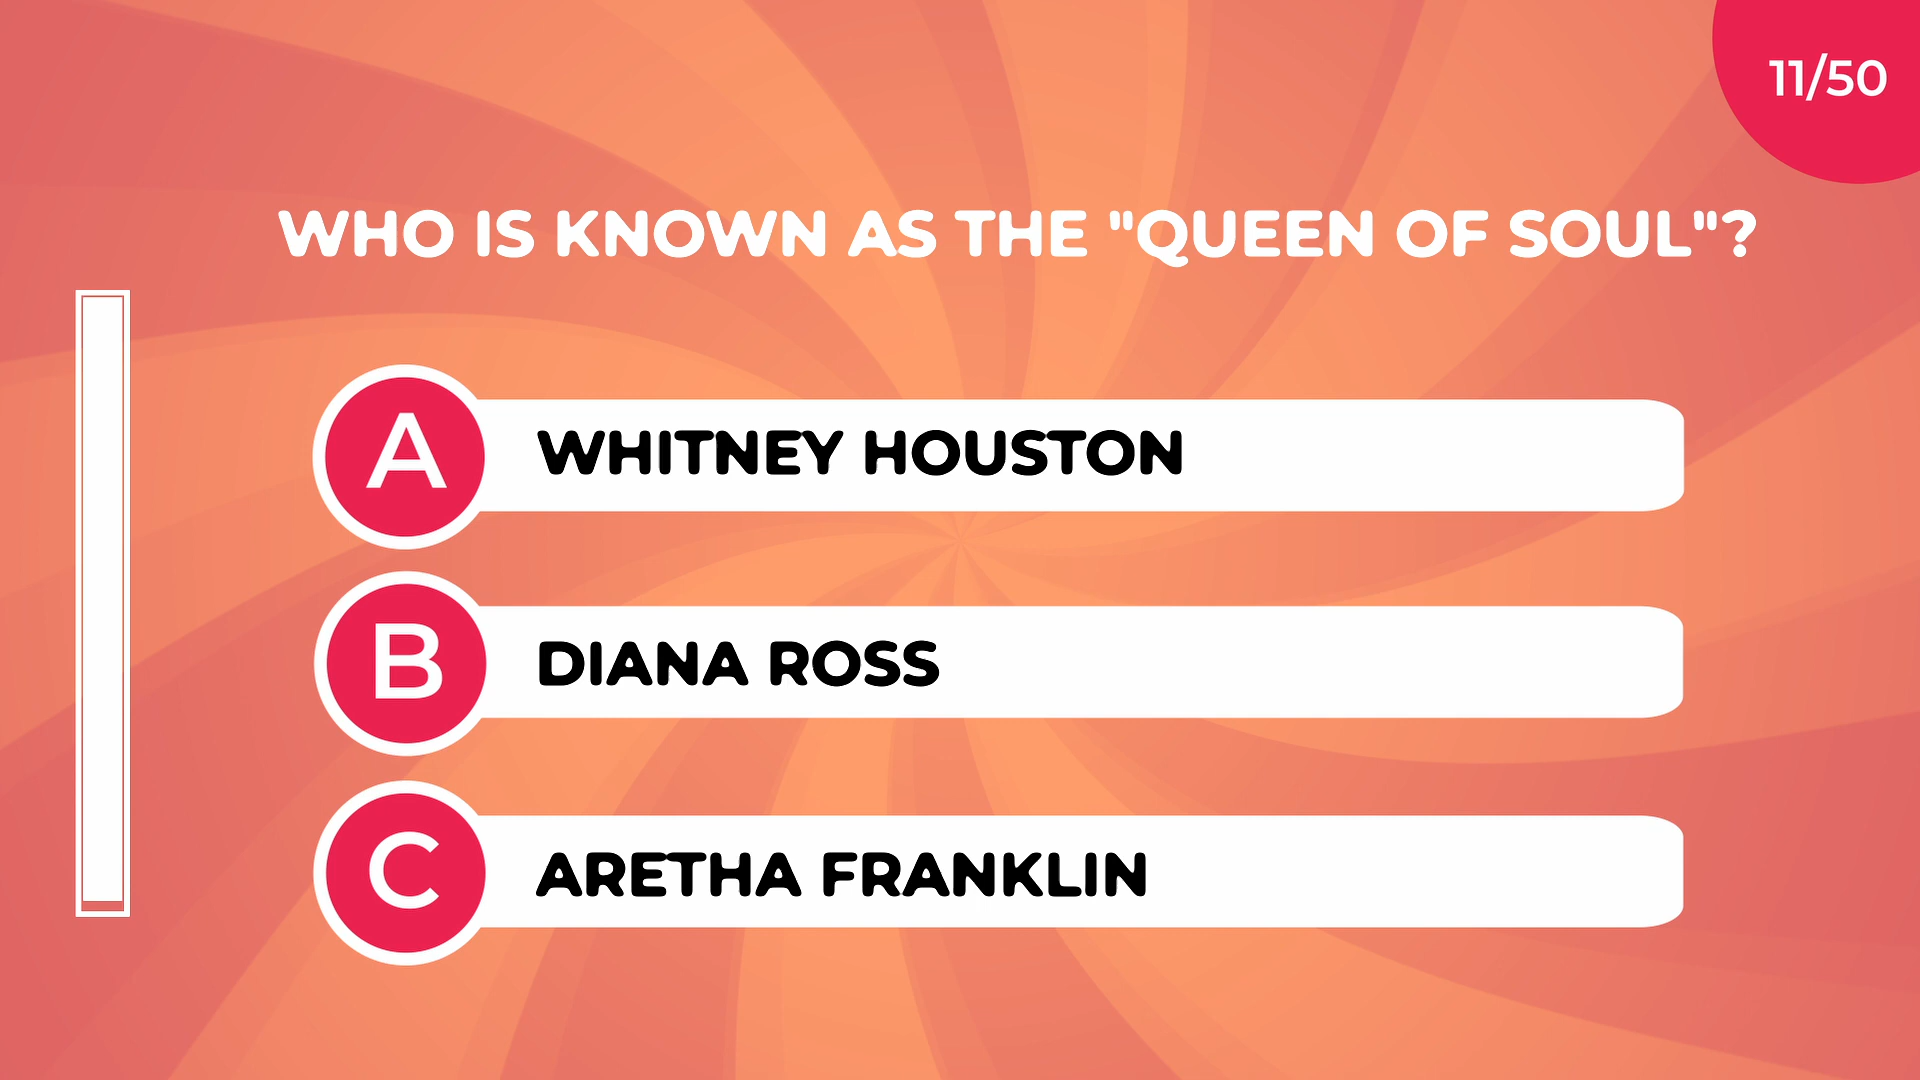 11/50
WHO IS KNOWN AS THE "QUEEN OF SOUL"?
A WHITNEY HOUSTON
B DIANA ROSS
C ARETHA FRANKLIN